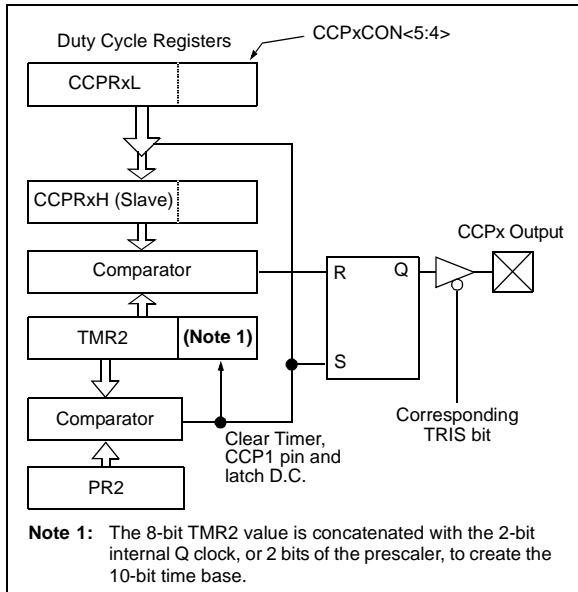 Duty Cycle Registers
CCPxCON<5:4>
CCPRxL
CCPRxH (Slave)
Comparator
TMR2
(Note 1)
Comparator
PR2
R
Q
S
CCPx Output
Corresponding
TRIS bit
Clear Timer,
CCP1 pin and
latch D.C.
Note 1: The 8-bit TMR2 value is concatenated with the 2-bit
internal Q clock, or 2 bits of the prescaler, to create the
10-bit time base.